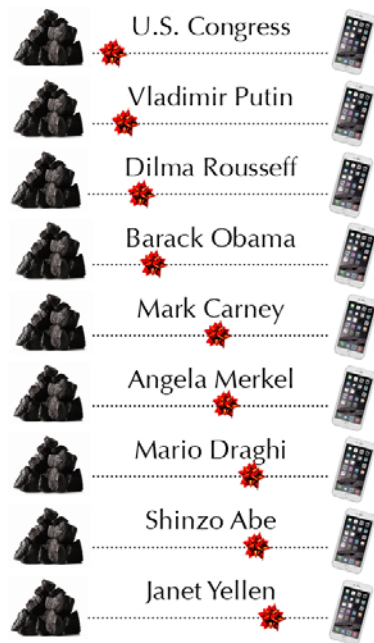 U.S. Congress
Vladimir Putin
Dilma Rousseff
Barack Obama
Mark Carney
Angela Merkel
Mario Draghi
Shinzo Abe
Janet Yellen